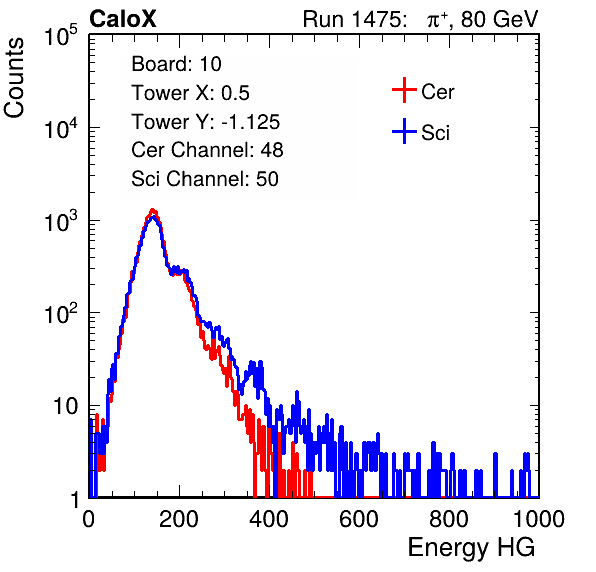 CaloX Run 1475: π⁺, 80 GeV
Counts
Board: 10
Tower X: 0.5
Tower Y: -1.125
Cer Channel: 48
Sci Channel: 50
Cer
Sci
10⁵
10⁴
10³
10²
10
1
0 200 400 600 800 1000
Energy HG